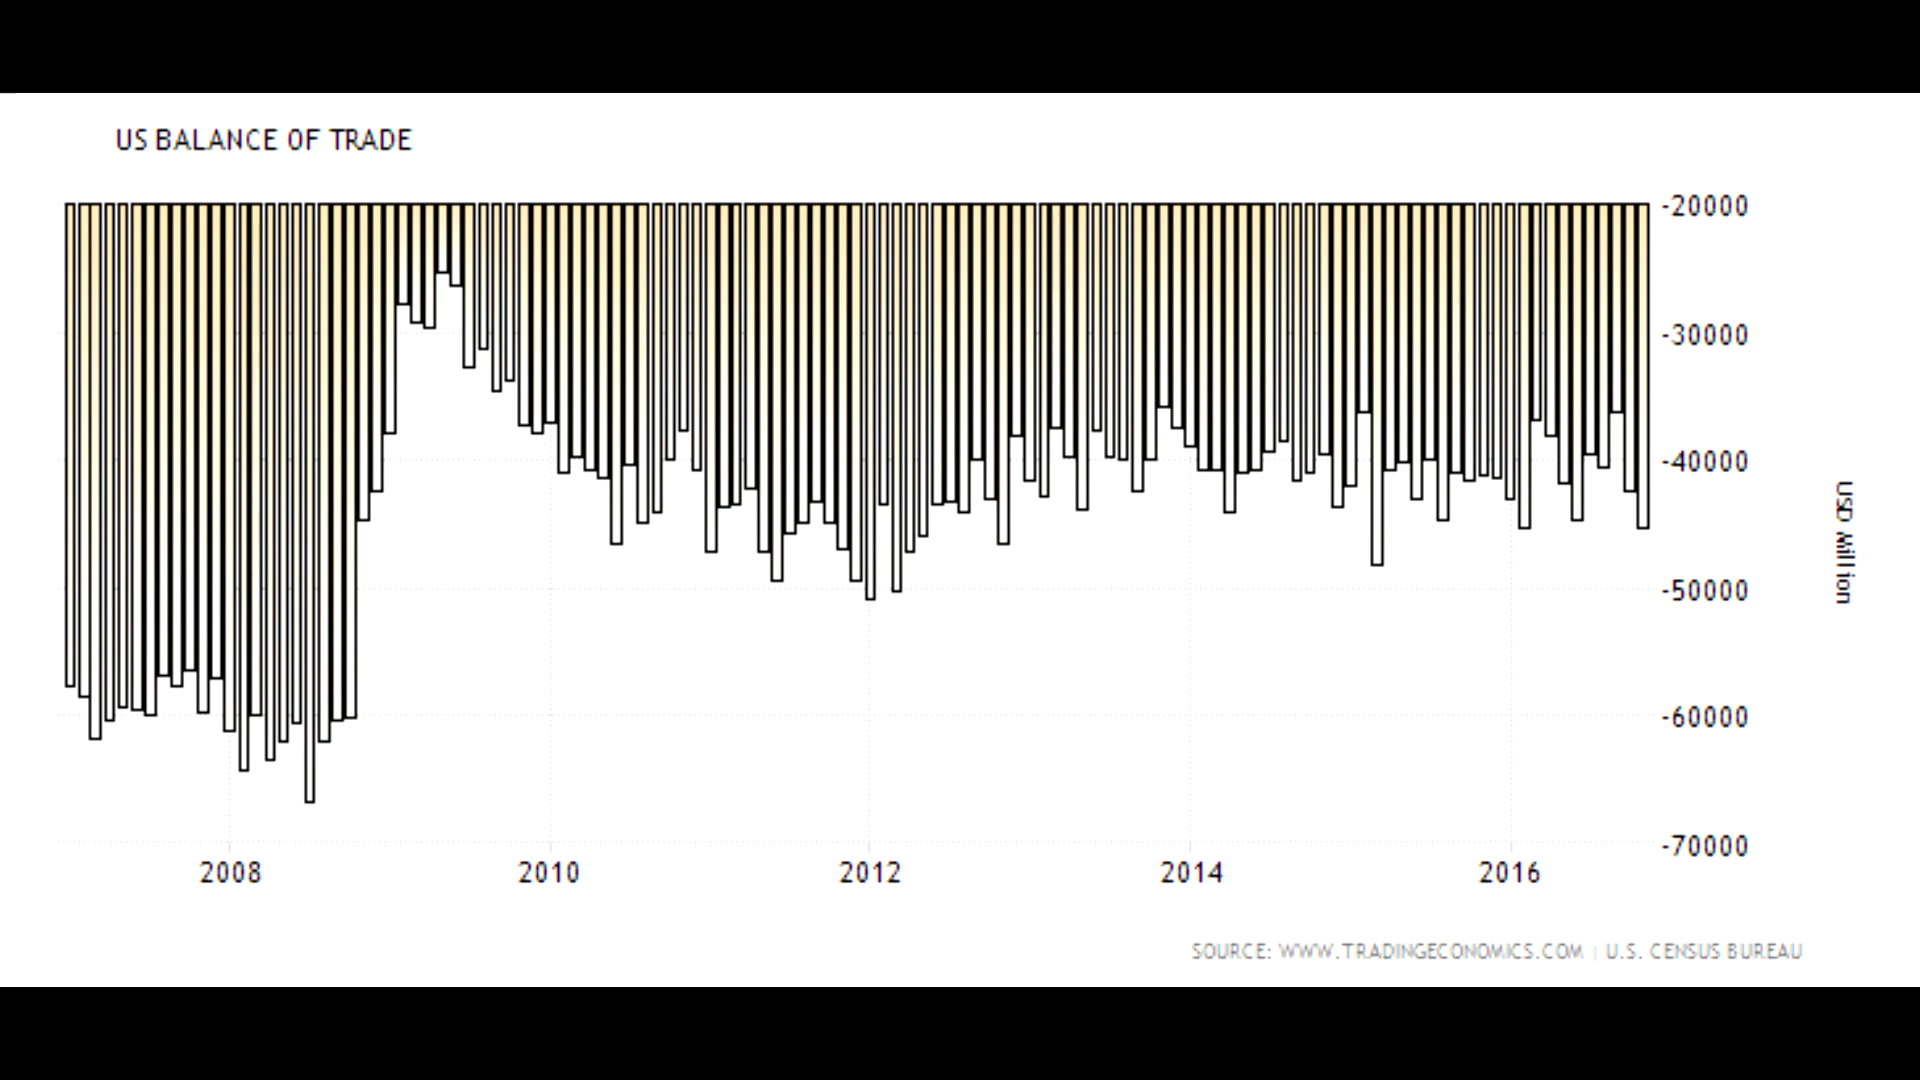 US BALANCE OF TRADE
-20000
-30000
-40000
-50000
-60000
-70000
USD Million
2008 2010 2012 2014 2016
SOURCE: WWW.TRADINGECONOMICS.COM | U.S. CENSUS BUREAU